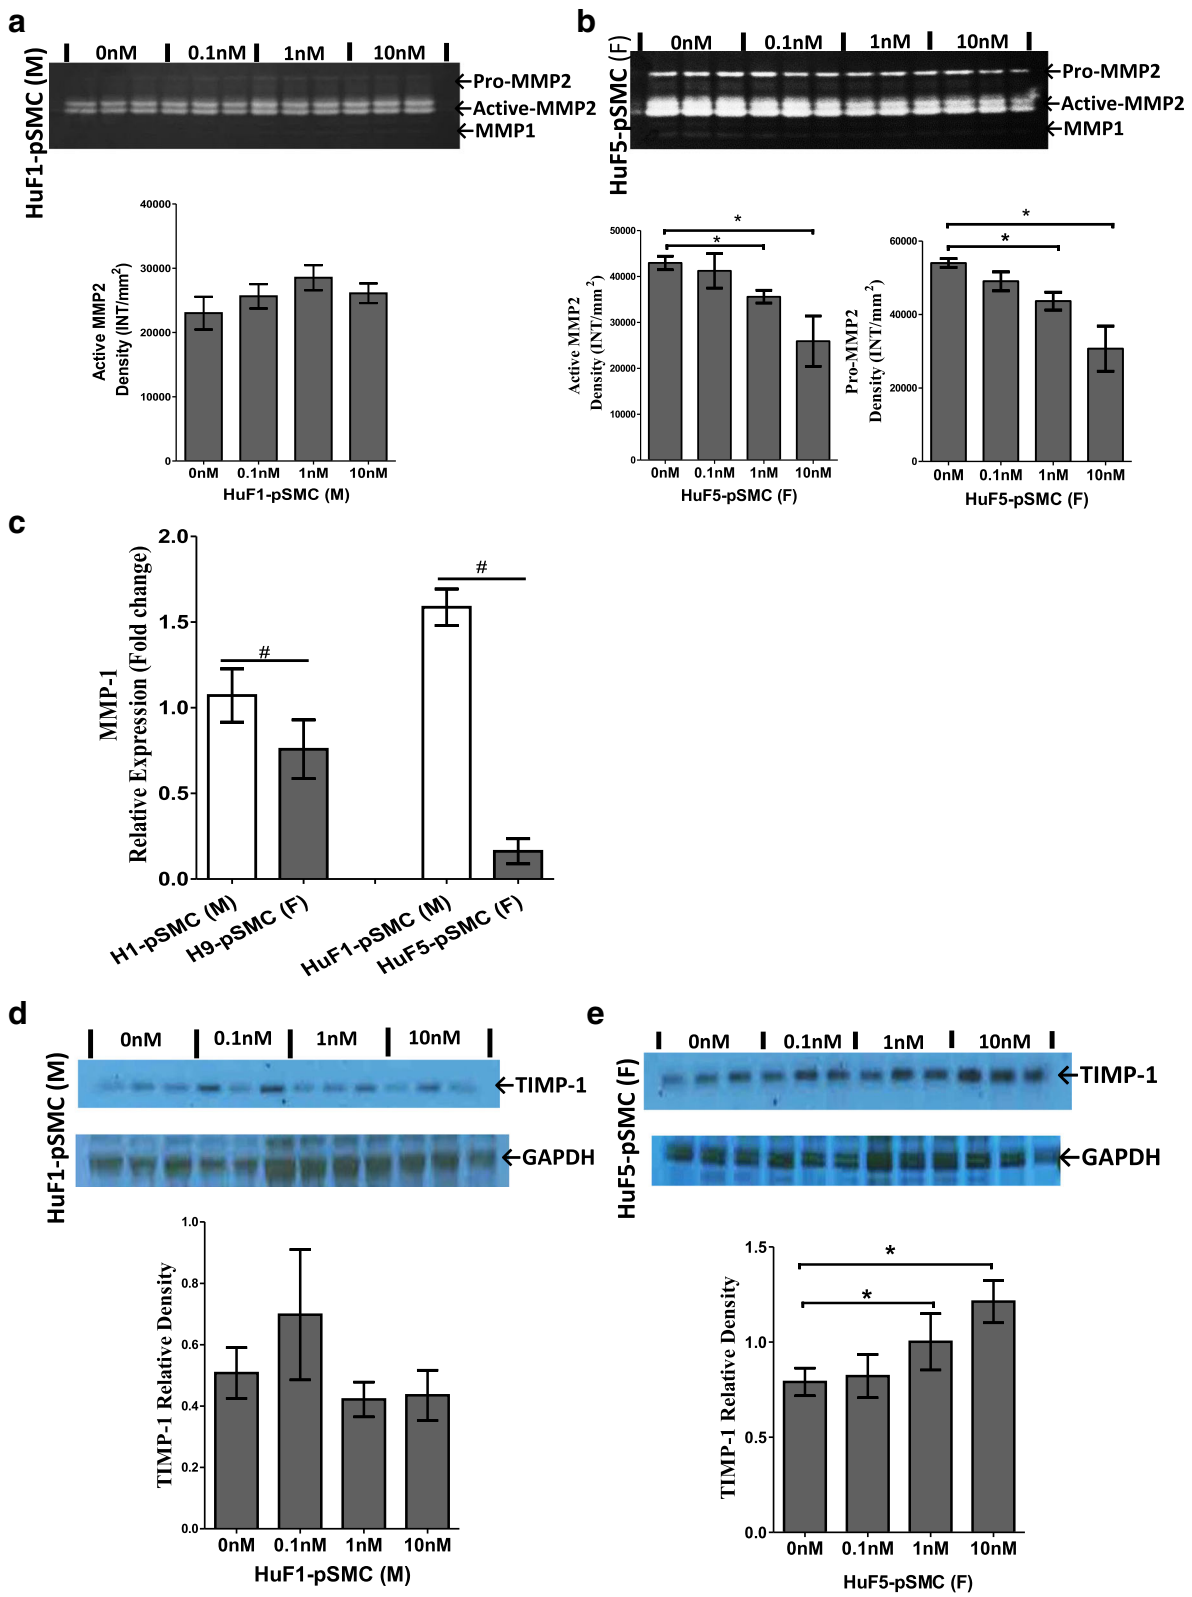 a
0nM 0.1nM 1nM 10nM
HuF1-pSMC (M)
←Pro-MMP2
←Active-MMP2
←MMP1
40000
30000
20000
10000
0
Active MMP2
Density (INT/mm²)
0nM 0.1nM 1nM 10nM
HuF1-pSMC (M)
b
0nM 0.1nM 1nM 10nM
HuF5-pSMC (F)
←Pro-MMP2
←Active-MMP2
←MMP1
*
*
50000
40000
30000
20000
10000
0
Active MMP2
Density (INT/mm²)
0nM 0.1nM 1nM 10nM
HuF5-pSMC (F)
*
*
60000
40000
20000
0
Pro-MMP2
Density (INT/mm²)
0nM 0.1nM 1nM 10nM
HuF5-pSMC (F)
c
2.0
1.5
1.0
0.5
0.0
MMP-1
Relative Expression (Fold change)
#
#
H1-pSMC (M)
H9-pSMC (F)
HuF1-pSMC (M)
HuF5-pSMC (F)
d
0nM 0.1nM 1nM 10nM
HuF1-pSMC (M)
←TIMP-1
←GAPDH
1.0
0.8
0.6
0.4
0.2
0.0
TIMP-1 Relative Density
0nM 0.1nM 1nM 10nM
HuF1-pSMC (M)
e
0nM 0.1nM 1nM 10nM
HuF5-pSMC (F)
←TIMP-1
←GAPDH
*
*
1.5
1.0
0.5
0.0
TIMP-1 Relative Density
0nM 0.1nM 1nM 10nM
HuF5-pSMC (F)